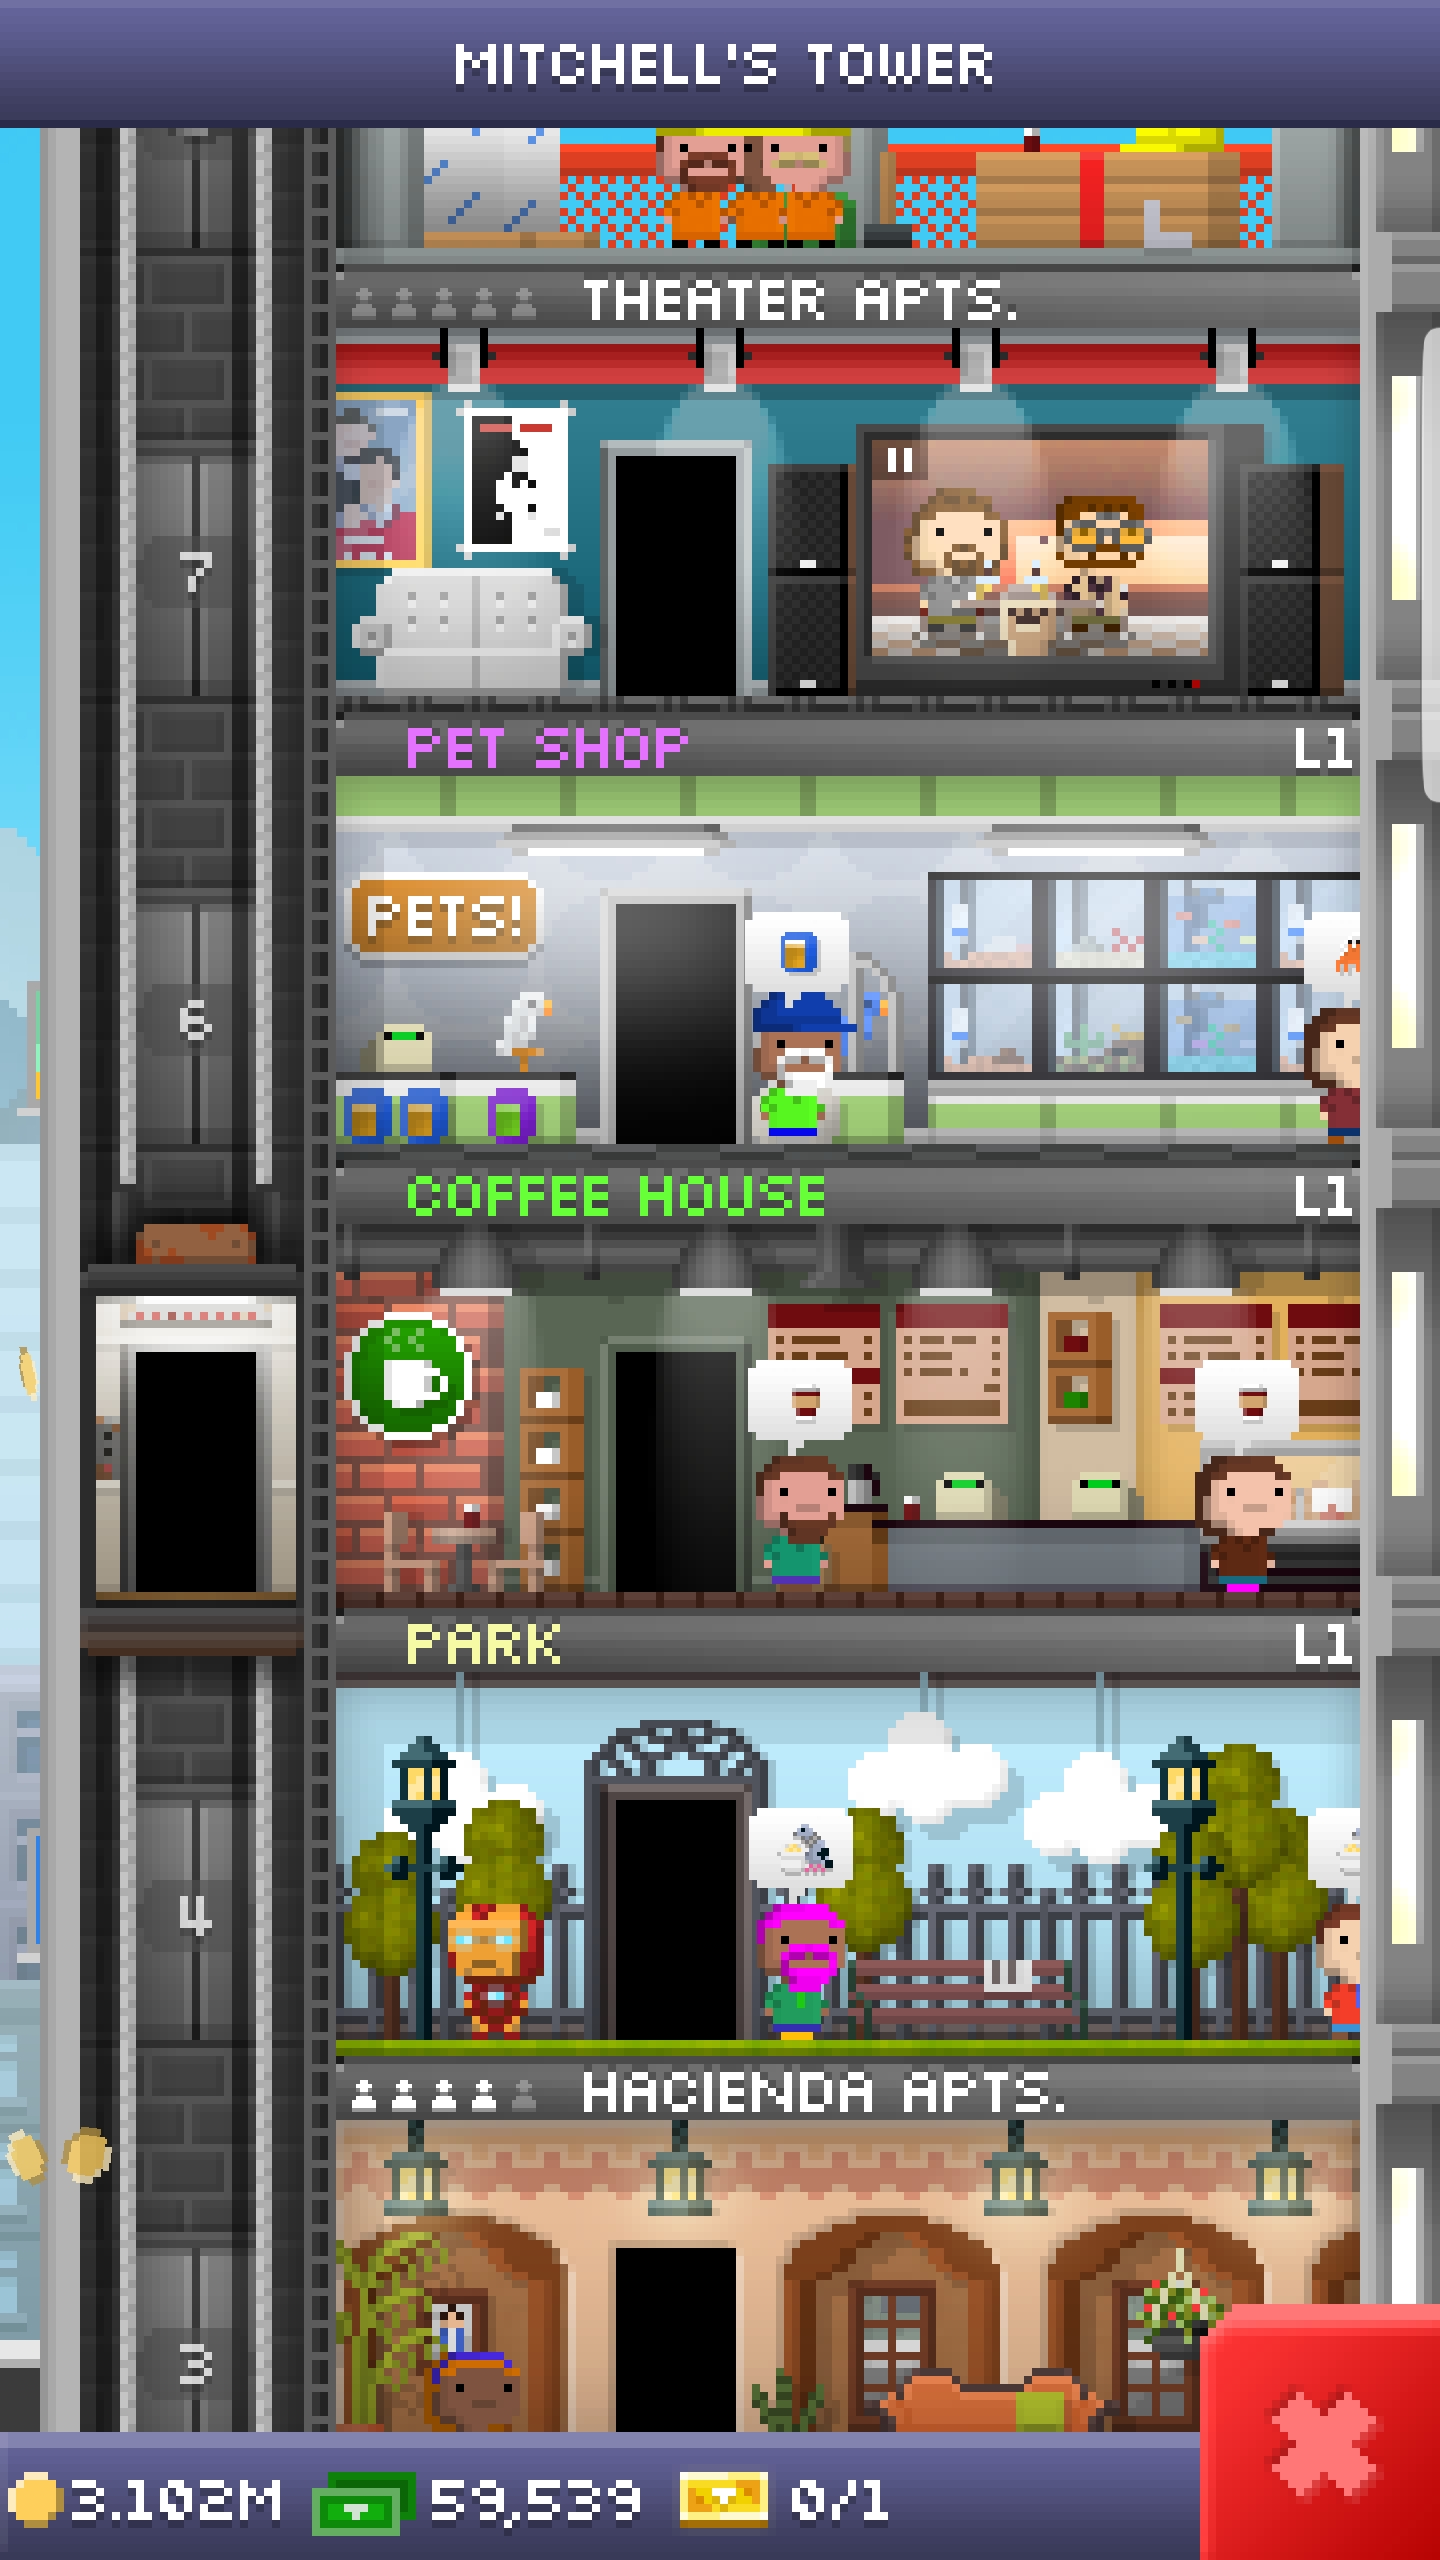 MITCHELL'S TOWER
THEATER APTS.
7
PET SHOP L1
PETS!
6
COFFEE HOUSE L1
PARK L1
4
HACIENDA APTS.
3
3.102M 59,539 0/1